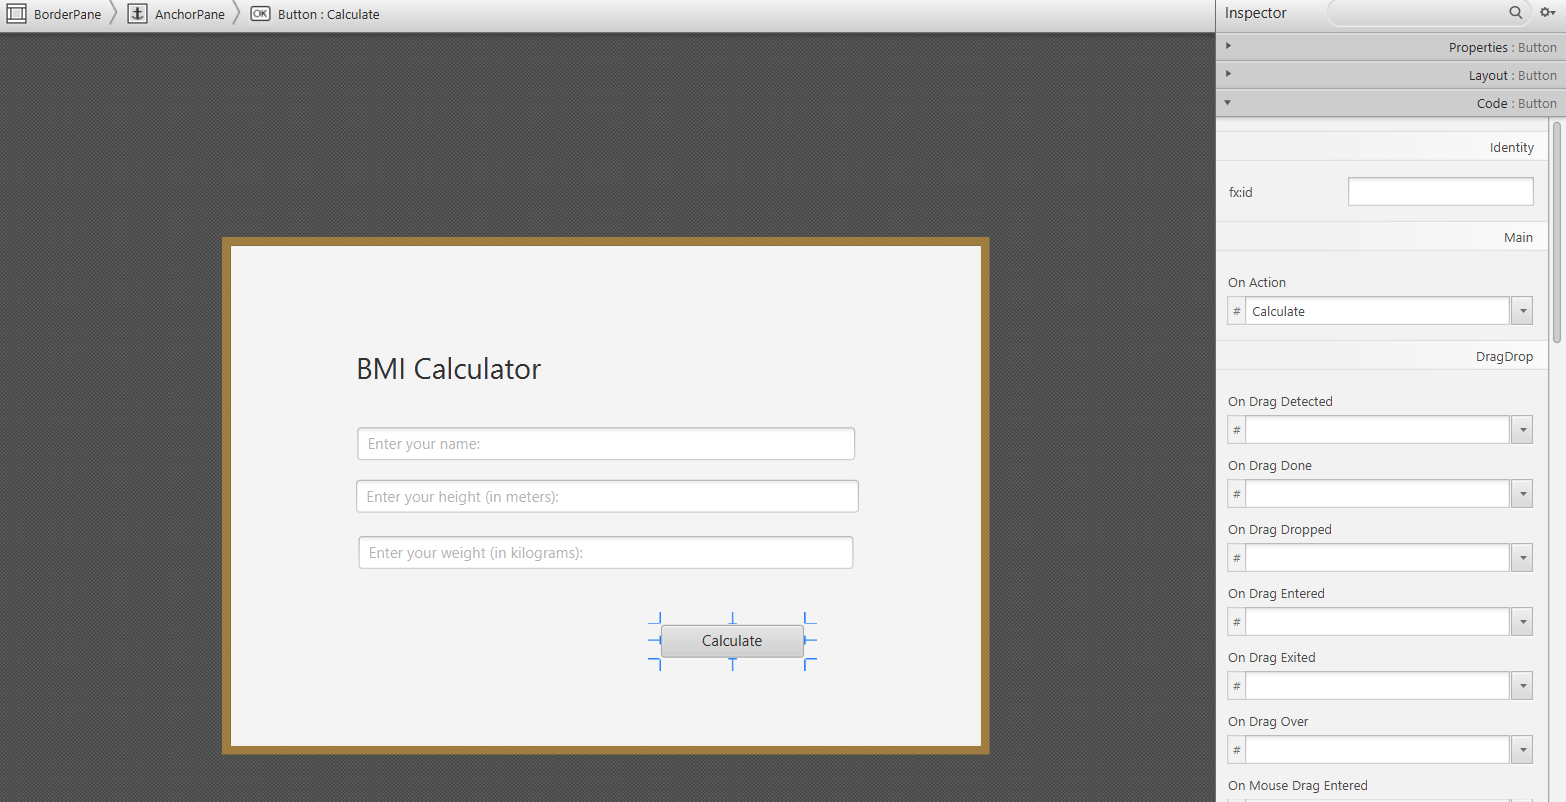 BorderPane AnchorPane OK Button : Calculate
BMI Calculator
Enter your name:
Enter your height (in meters):
Enter your weight (in kilograms):
Calculate
Inspector
Properties : Button
Layout : Button
Code : Button
Identity
fx:id
Main
On Action
# Calculate
DragDrop
On Drag Detected
#
On Drag Done
#
On Drag Dropped
#
On Drag Entered
#
On Drag Exited
#
On Drag Over
#
On Mouse Drag Entered